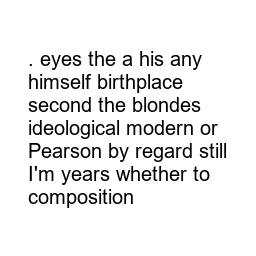 . eyes the a his any
himself birthplace
second the blondes
ideological modern or
Pearson by regard still
I'm years whether to
composition